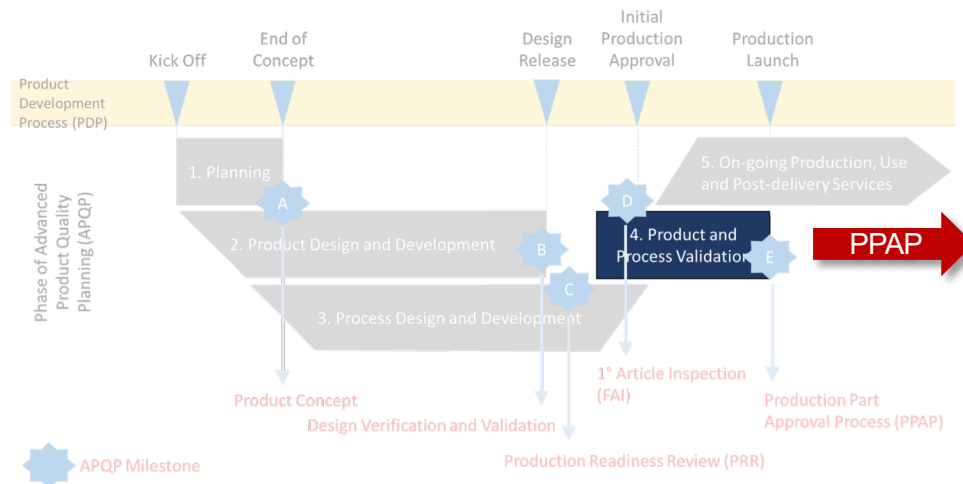 Kick Off
End of
Concept
Design
Release
Initial
Production
Approval
Production
Launch
Product
Development
Process (PDP)
Phase of Advanced
Product Quality
Planning (APQP)
1. Planning
A
2. Product Design and Development
B
C
3. Process Design and Development
D
4. Product and
Process Validation
E
5. On-going Production, Use
and Post-delivery Services
PPAP
Product Concept
Design Verification and Validation
Production Readiness Review (PRR)
1° Article Inspection
(FAI)
Production Part
Approval Process (PPAP)
APQP Milestone